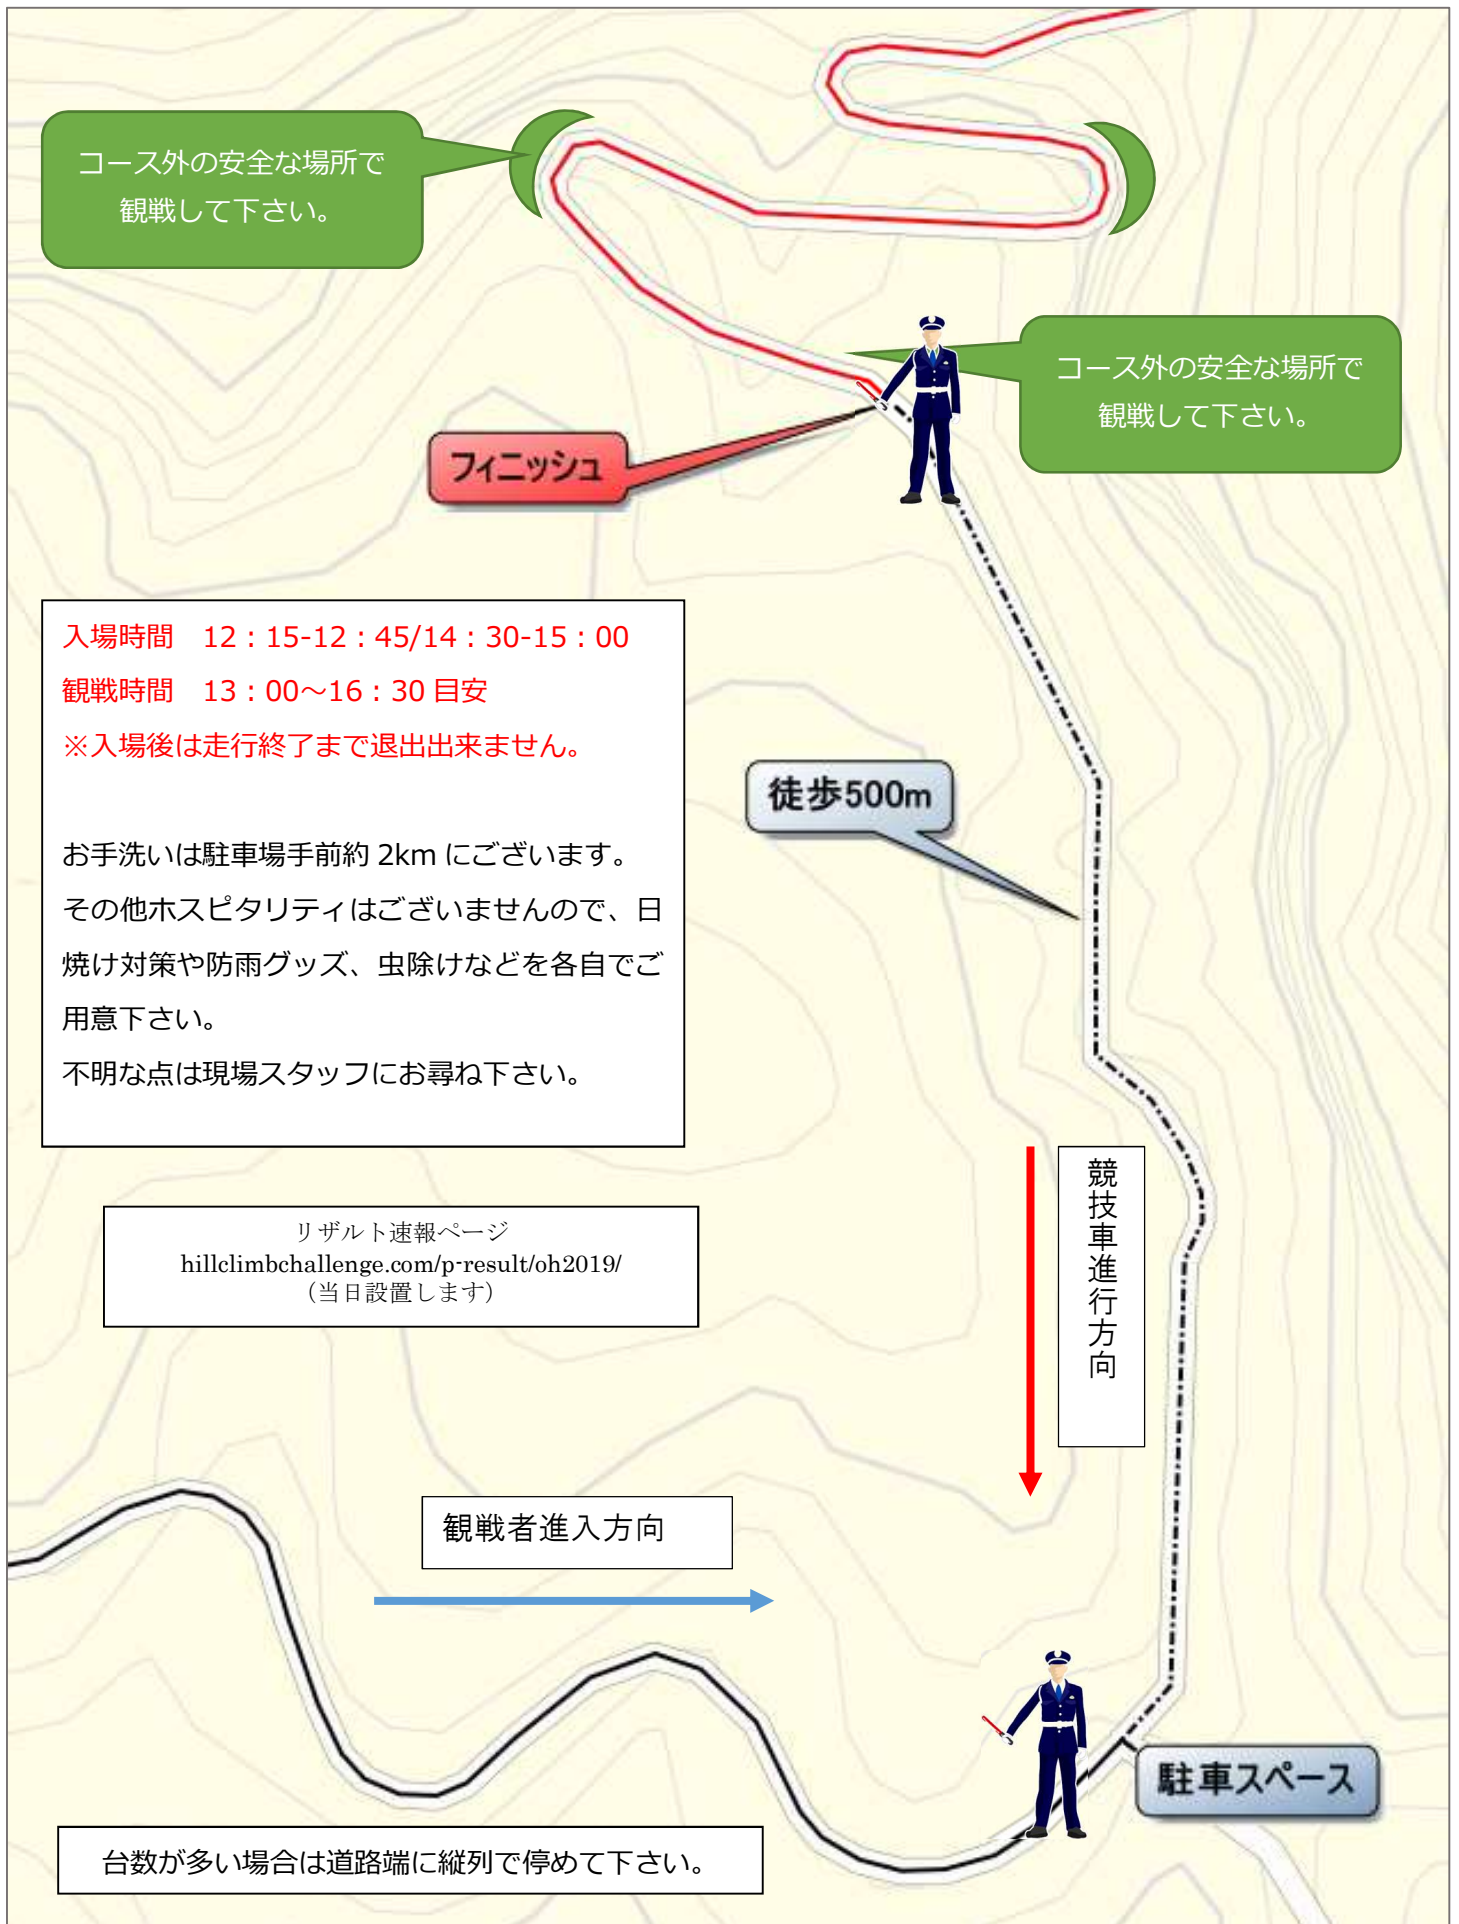 コース外の安全な場所で
観戦して下さい。
コース外の安全な場所で
観戦して下さい。
フィニッシュ
入場時間　12：15-12：45/14：30-15：00
観戦時間　13：00～16：30 目安
※入場後は走行終了まで退出出来ません。
徒歩500m
お手洗いは駐車場手前約 2km にございます。
その他ホスピタリティはございませんので、日
焼け対策や防雨グッズ、虫除けなどを各自でご
用意下さい。
不明な点は現場スタッフにお尋ね下さい。
競技車進行方向
リザルト速報ページ
hillclimbchallenge.com/p-result/oh2019/
（当日設置します）
観戦者進入方向
駐車スペース
台数が多い場合は道路端に縦列で停めて下さい。